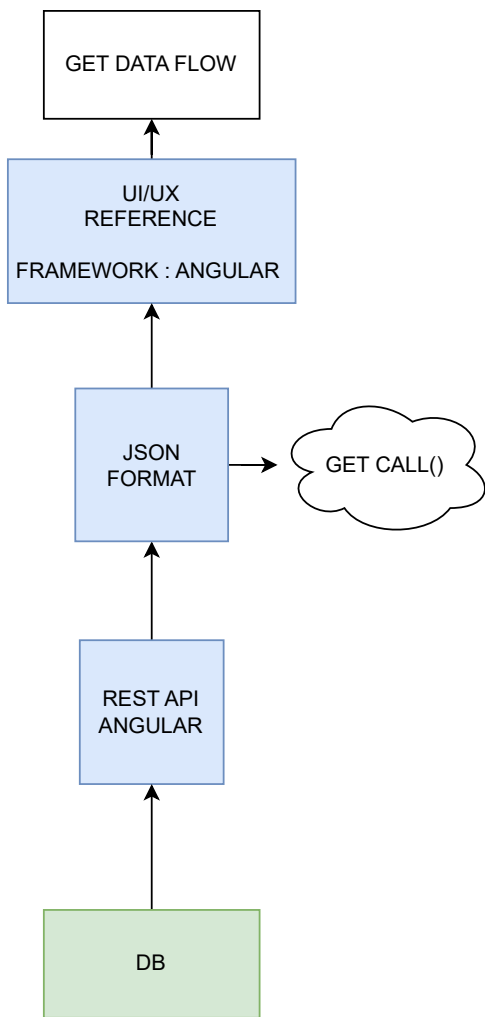 GET DATA FLOW
UI/UX
REFERENCE
FRAMEWORK : ANGULAR
JSON
FORMAT
GET CALL()
REST API
ANGULAR
DB